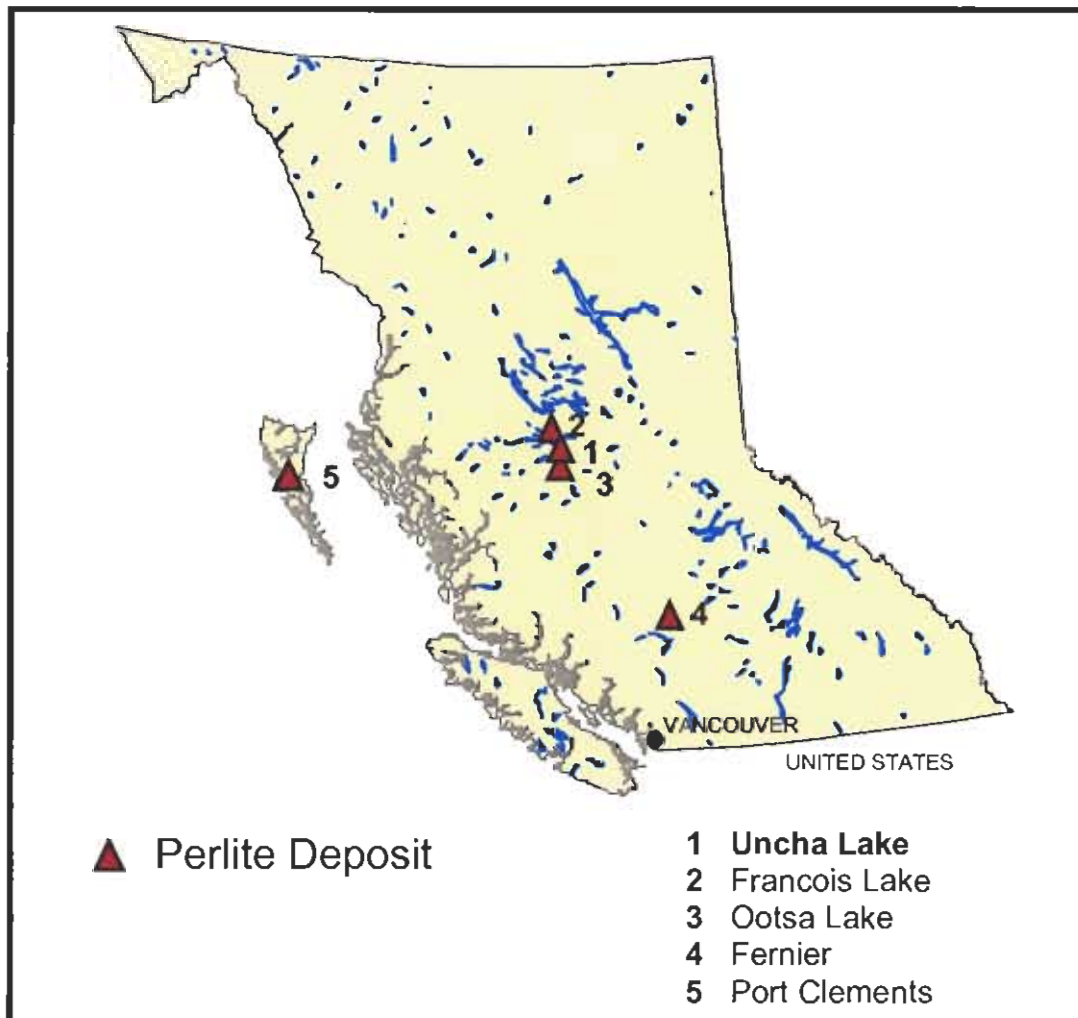 2
1
3
5
4
VANCOUVER
UNITED STATES
Perlite Deposit
1 Uncha Lake
2 Francois Lake
3 Ootsa Lake
4 Fernier
5 Port Clements